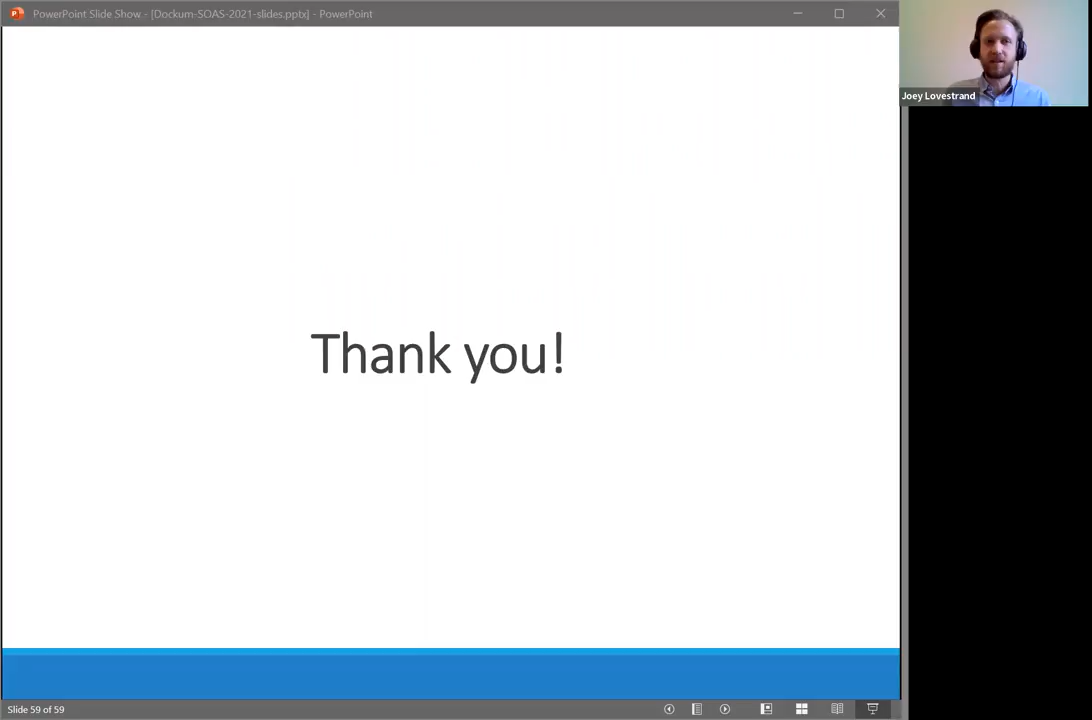 PowerPoint Slide Show - [Dockum-SOAS-2021-slides.pptx] - PowerPoint
Joey Lovestrand
Thank you!
Slide 59 of 59